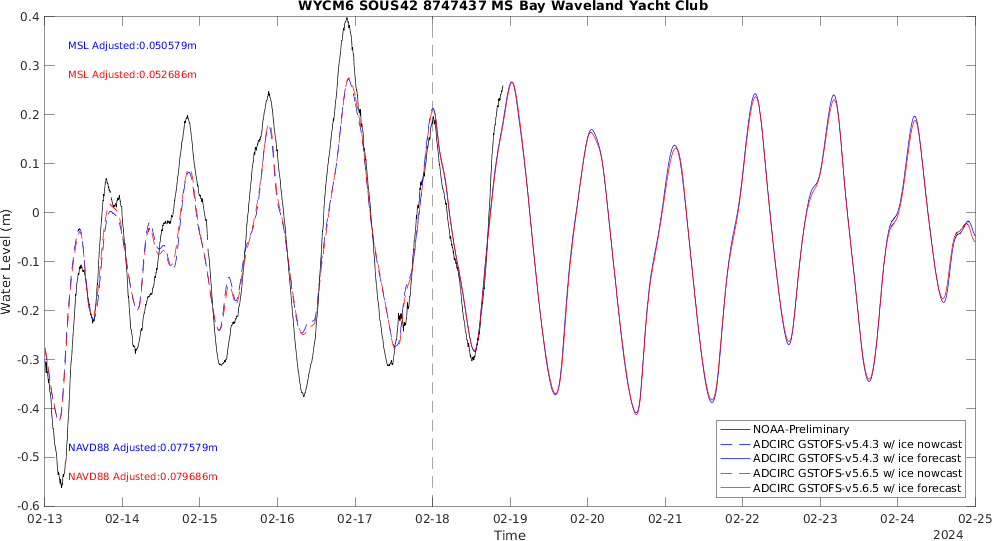 WYCM6 SOUS42 8747437 MS Bay Waveland Yacht Club
0.4
0.3
0.2
0.1
0
-0.1
-0.2
-0.3
-0.4
-0.5
-0.6
Water Level (m)
MSL Adjusted:0.050579m
MSL Adjusted:0.052686m
NAVD88 Adjusted:0.077579m
NAVD88 Adjusted:0.079686m
NOAA-Preliminary
ADCIRC GSTOFS-v5.4.3 w/ ice nowcast
ADCIRC GSTOFS-v5.4.3 w/ ice forecast
ADCIRC GSTOFS-v5.6.5 w/ ice nowcast
ADCIRC GSTOFS-v5.6.5 w/ ice forecast
02-13 02-14 02-15 02-16 02-17 02-18 02-19 02-20 02-21 02-22 02-23 02-24 02-25
Time
2024